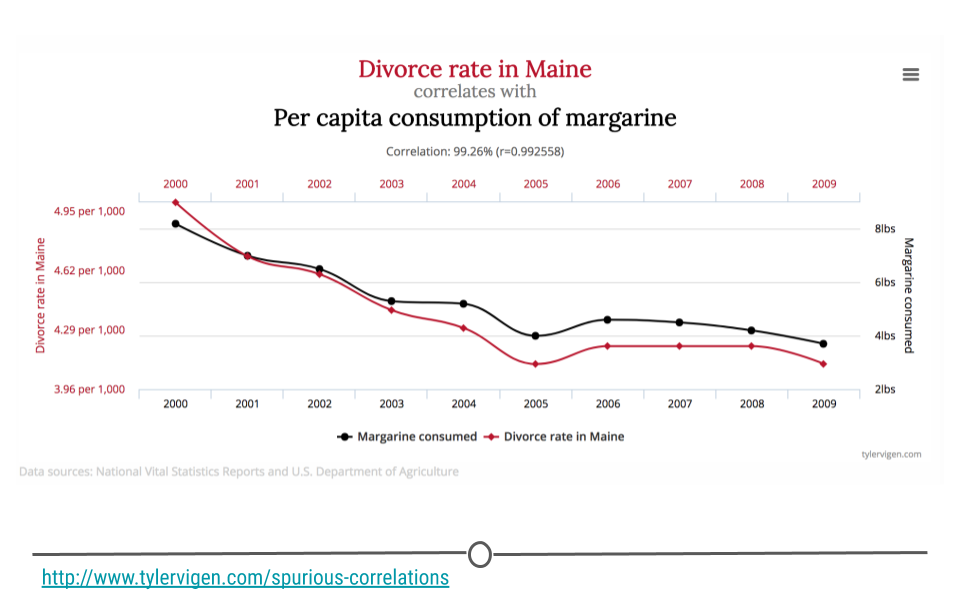 Divorce rate in Maine
correlates with
Per capita consumption of margarine
Correlation: 99.26% (r=0.992558)
2000 2001 2002 2003 2004 2005 2006 2007 2008 2009
Divorce rate in Maine
4.95 per 1,000
4.62 per 1,000
4.29 per 1,000
3.96 per 1,000
8lbs
6lbs
4lbs
2lbs
Margarine consumed
2000 2001 2002 2003 2004 2005 2006 2007 2008 2009
Margarine consumed Divorce rate in Maine
tylervigen.com
Data sources: National Vital Statistics Reports and U.S. Department of Agriculture
http://www.tylervigen.com/spurious-correlations